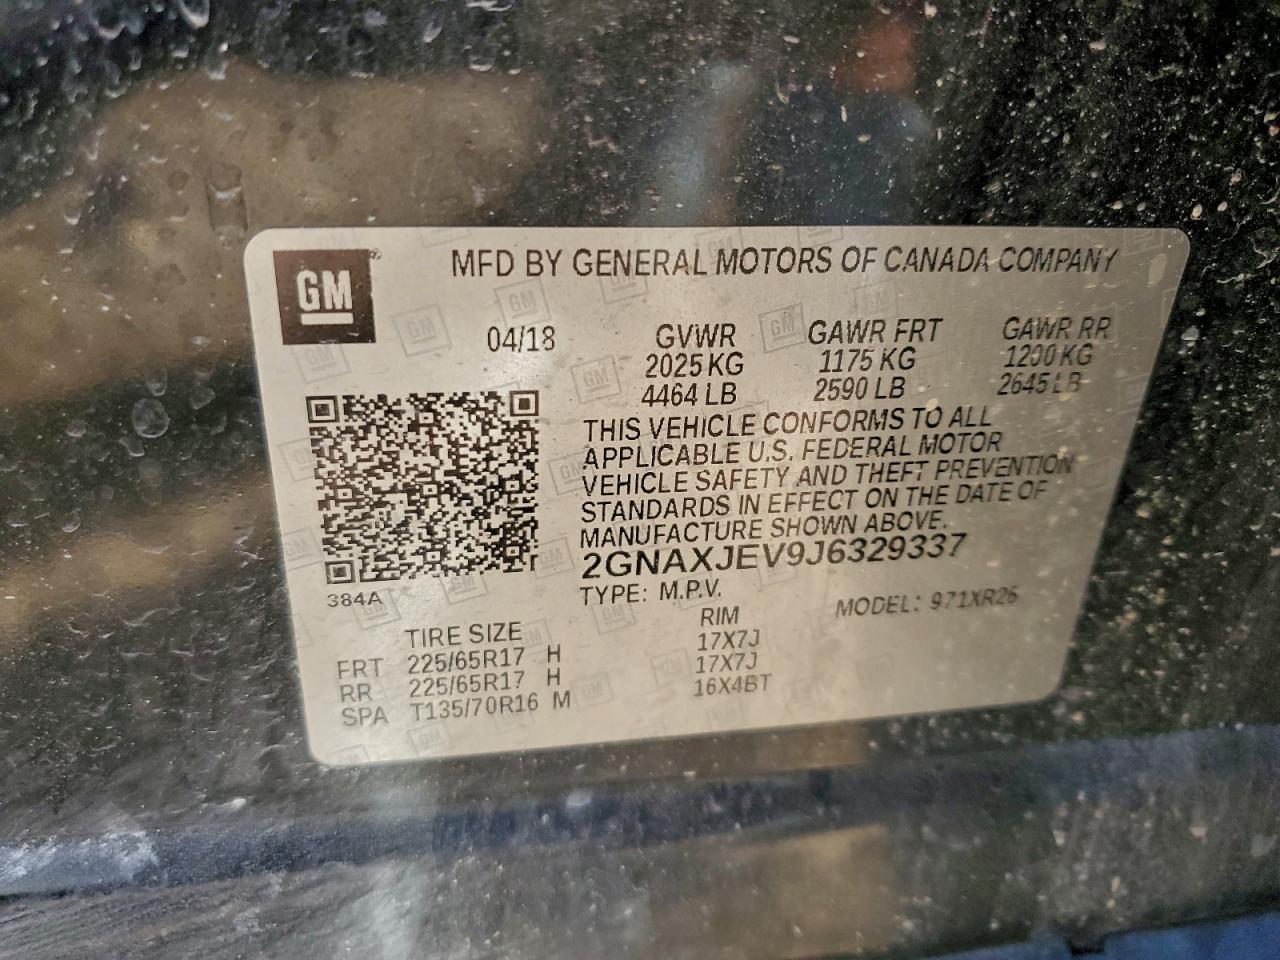 GM
MFD BY GENERAL MOTORS OF CANADA COMPANY
04/18 GVWR GAWR FRT GAWR RR
2025 KG 1175 KG 1200 KG
4464 LB 2590 LB 2645 LB
THIS VEHICLE CONFORMS TO ALL
APPLICABLE U.S. FEDERAL MOTOR
VEHICLE SAFETY AND THEFT PREVENTION
STANDARDS IN EFFECT ON THE DATE OF
MANUFACTURE SHOWN ABOVE.
2GNAXJEV9J6329337
384A
TYPE: M.P.V. MODEL: 971XR26
TIRE SIZE RIM
FRT 225/65R17 H 17X7J
RR 225/65R17 H 17X7J
SPA T135/70R16 M 16X4BT